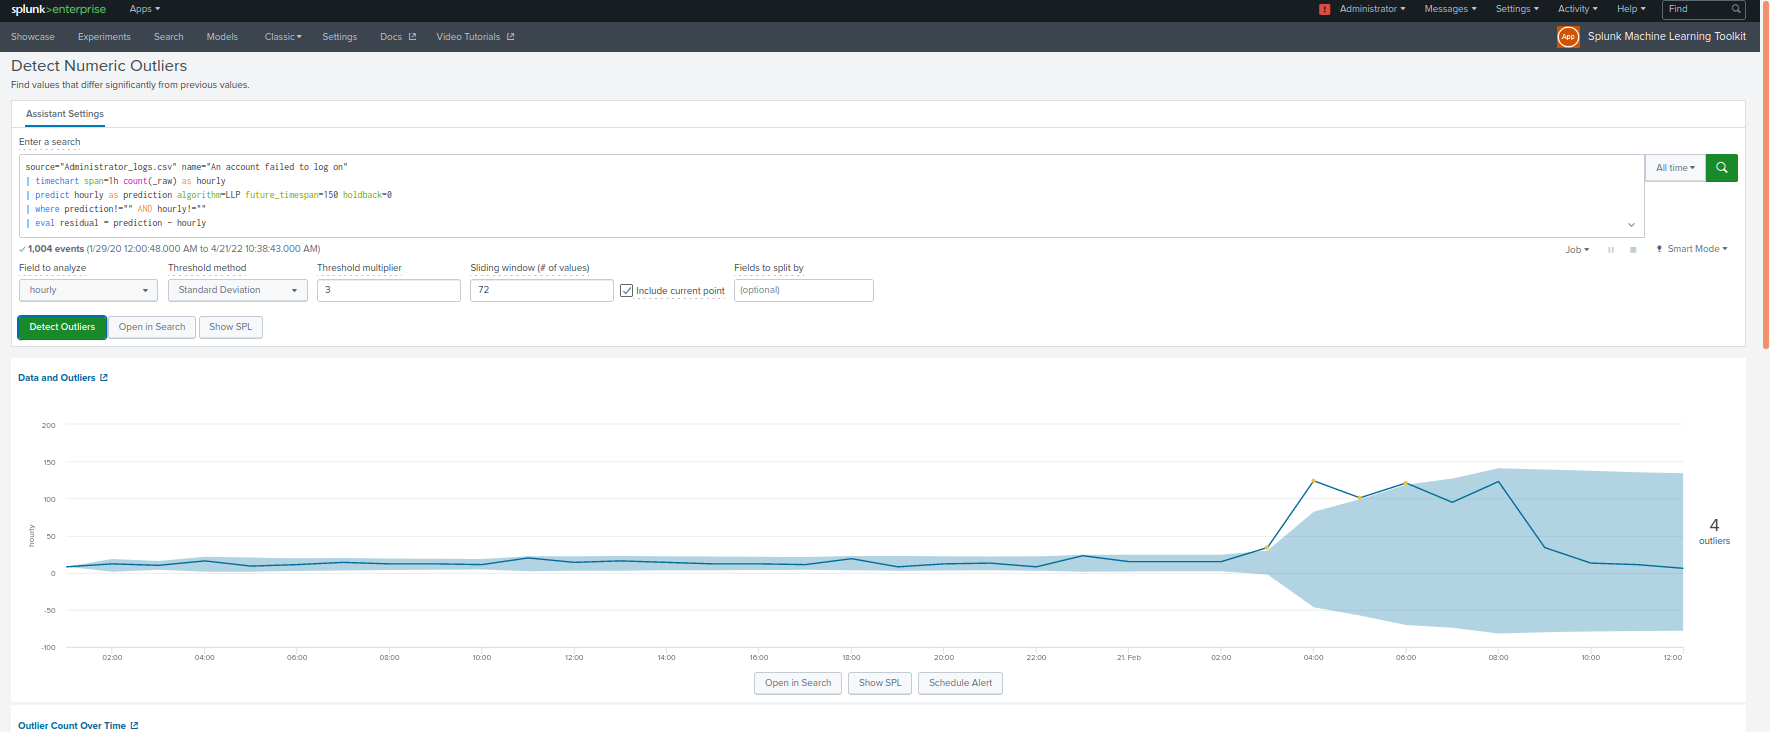 splunk>enterprise Apps Administrator Messages Settings Activity Help Find
Showcase Experiments Search Models Classic Settings Docs Video Tutorials App Splunk Machine Learning Toolkit
Detect Numeric Outliers
Find values that differ significantly from previous values.
Assistant Settings
Enter a search
source="Administrator_logs.csv" name="An account failed to log on"
| timechart span=1h count(_raw) as hourly
| predict hourly as prediction algorithm=LLP future_timespan=150 holdback=0
| where prediction!="" AND hourly!=""
| eval residual = prediction - hourly
All time
✓ 1,004 events (1/29/20 12:00:48.000 AM to 4/21/22 10:38:43.000 AM)
Job Smart Mode
Field to analyze Threshold method Threshold multiplier Sliding window (# of values) Fields to split by
hourly Standard Deviation 3 72 Include current point (optional)
Detect Outliers Open in Search Show SPL
Data and Outliers
200
150
100
50
0
-50
-100
hourly
4
outliers
02:00 04:00 06:00 08:00 10:00 12:00 14:00 16:00 18:00 20:00 22:00 21. Feb 02:00 04:00 06:00 08:00 10:00 12:00
Open in Search Show SPL Schedule Alert
Outlier Count Over Time